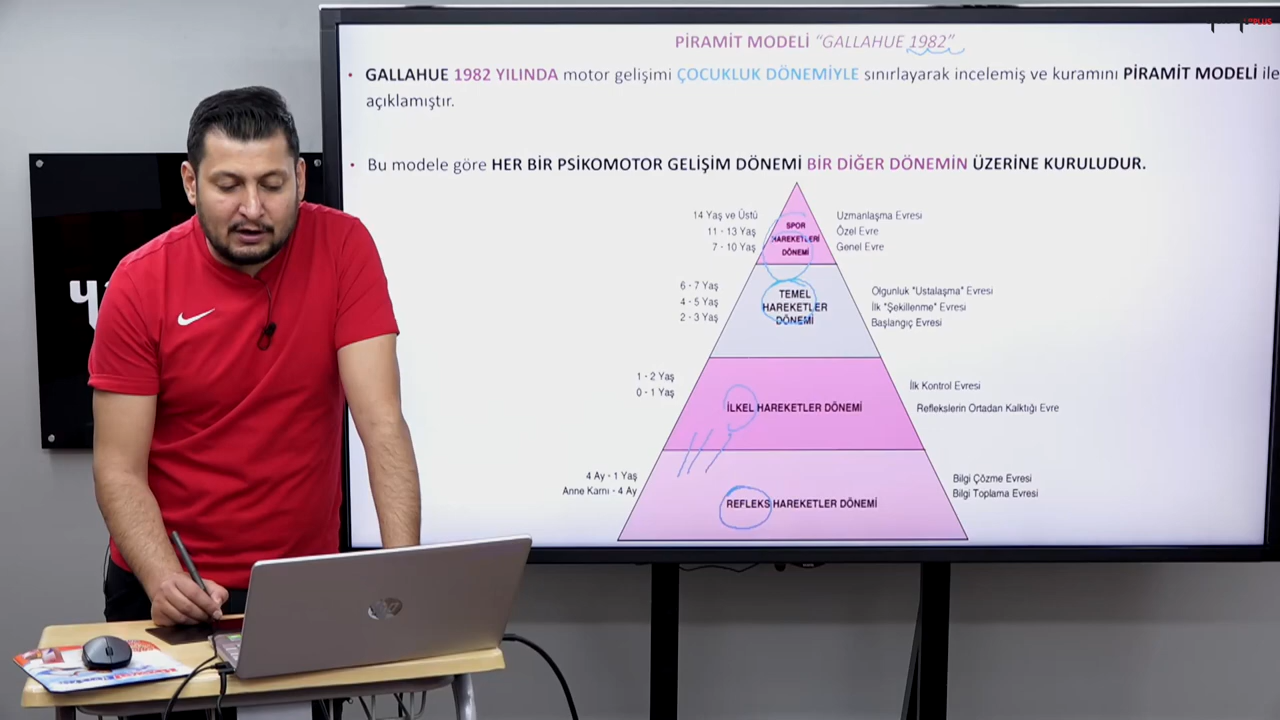 PİRAMİT MODELİ “GALLAHUE 1982”
• GALLAHUE 1982 YILINDA motor gelişimi ÇOCUKLUK DÖNEMİYLE sınırlayarak incelemiş ve kuramını PİRAMİT MODELİ ile
açıklamıştır.
• Bu modele göre HER BİR PSİKOMOTOR GELİŞİM DÖNEMİ BİR DİĞER DÖNEMİN ÜZERİNE KURULUDUR.
14 Yaş ve Üstü
11 - 13 Yaş
7 - 10 Yaş
SPOR
HAREKETLERİ
DÖNEMİ
Uzmanlaşma Evresi
Özel Evre
Genel Evre
6 - 7 Yaş
4 - 5 Yaş
2 - 3 Yaş
TEMEL
HAREKETLER
DÖNEMİ
Olgunluk "Ustalaşma" Evresi
İlk "Şekillenme" Evresi
Başlangıç Evresi
1 - 2 Yaş
0 - 1 Yaş
İLKEL HAREKETLER DÖNEMİ
İlk Kontrol Evresi
Reflekslerin Ortadan Kalktığı Evre
4 Ay - 1 Yaş
Anne Karnı - 4 Ay
REFLEKS HAREKETLER DÖNEMİ
Bilgi Çözme Evresi
Bilgi Toplama Evresi
PLUS
hp